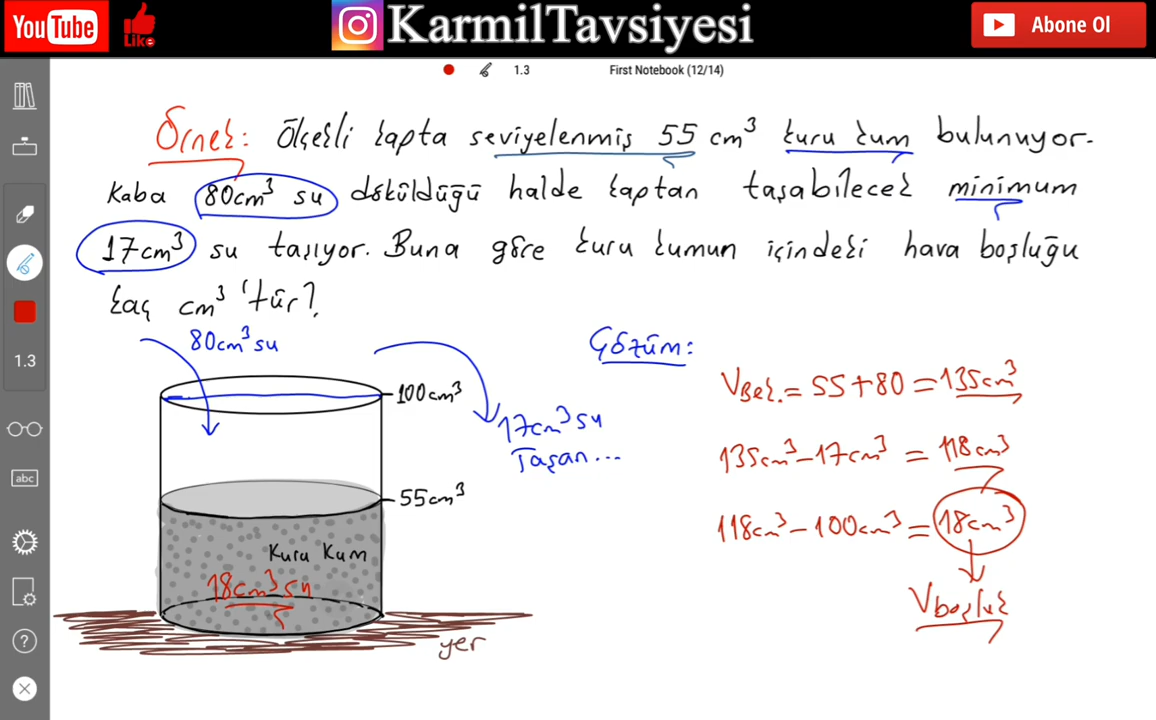 YouTube Like KarmilTavsiyesi Abone Ol
1.3 First Notebook (12/14)
Örnek: Ölçekli kapta seviyelenmiş 55 cm³ kuru kum bulunuyor.
Kaba 80cm³ su döküldüğü halde kaptan taşabilecek minimum
17cm³ su taşıyor. Buna göre kuru kumun içindeki hava boşluğu
kaç cm³'tür?
1.3
abc
80cm³ su
100cm³
17cm³ su
Taşan...
55cm³
Kuru Kum
18cm³ su
yer
Çözüm:
VBek. = 55+80 = 135cm³
135cm³ - 17cm³ = 118cm³
118cm³ - 100cm³ = 18cm³
Vboşluk